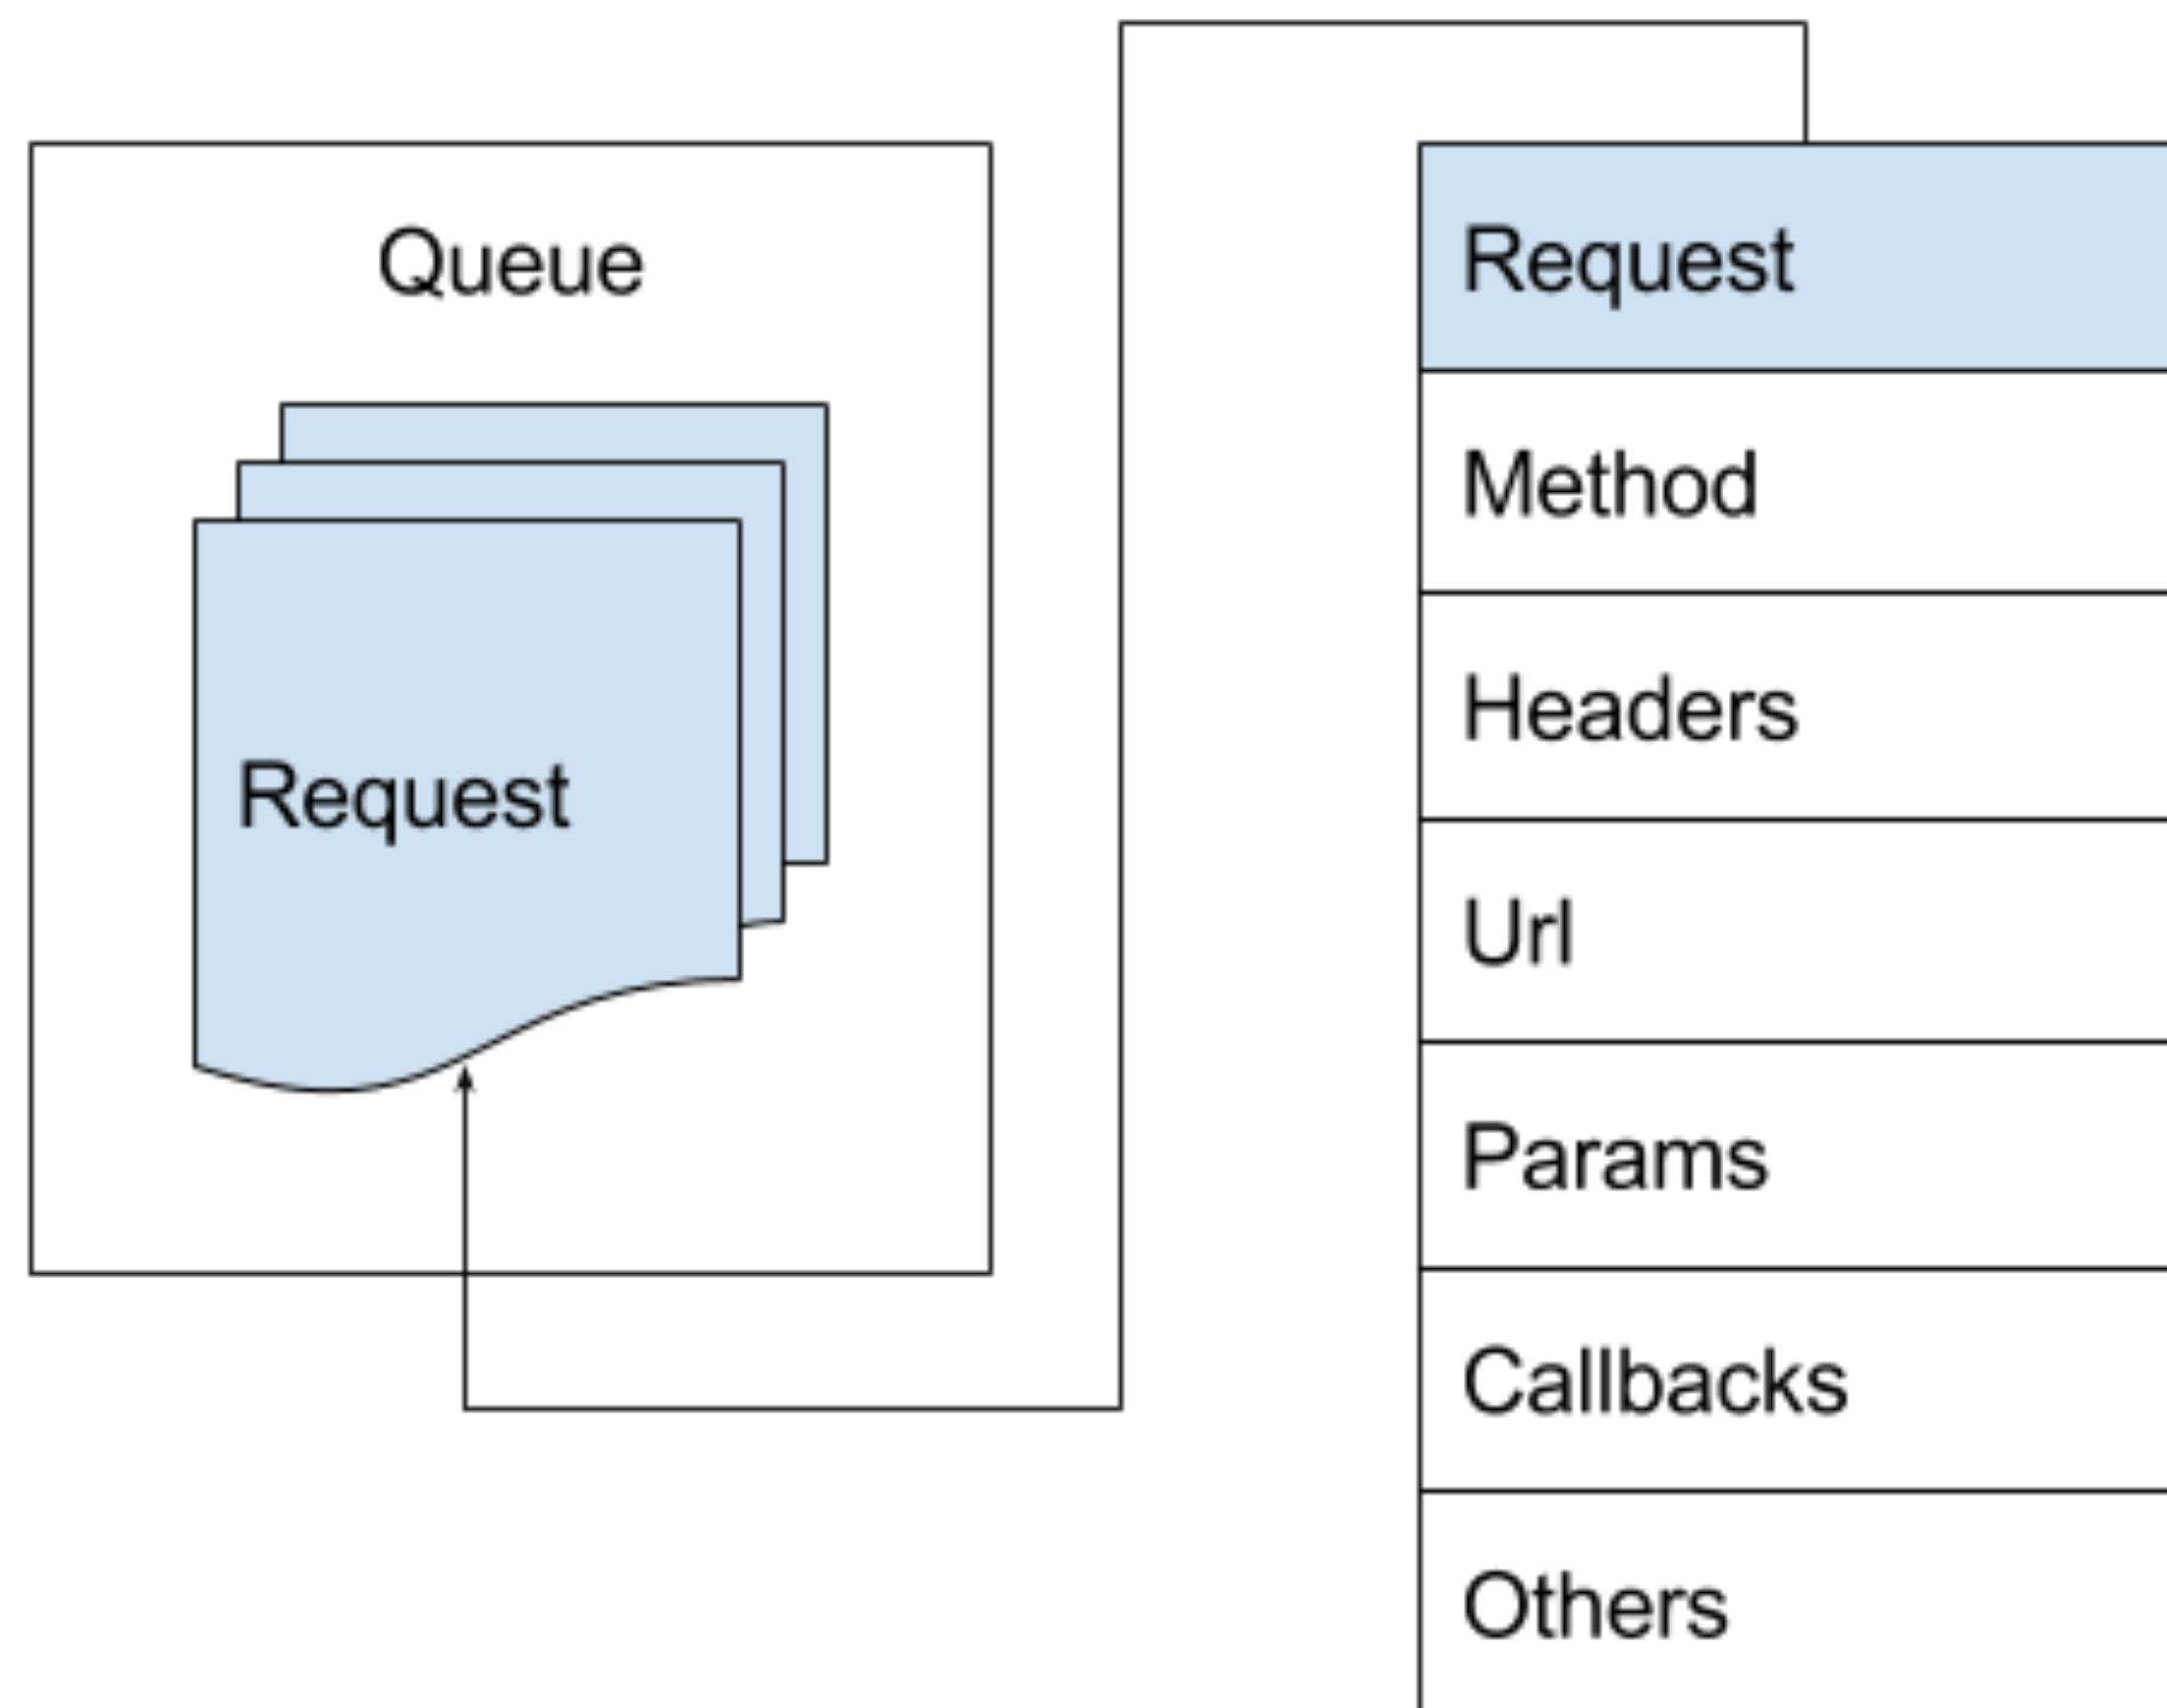 Queue
Request
Request
Method
Headers
Url
Params
Callbacks
Others